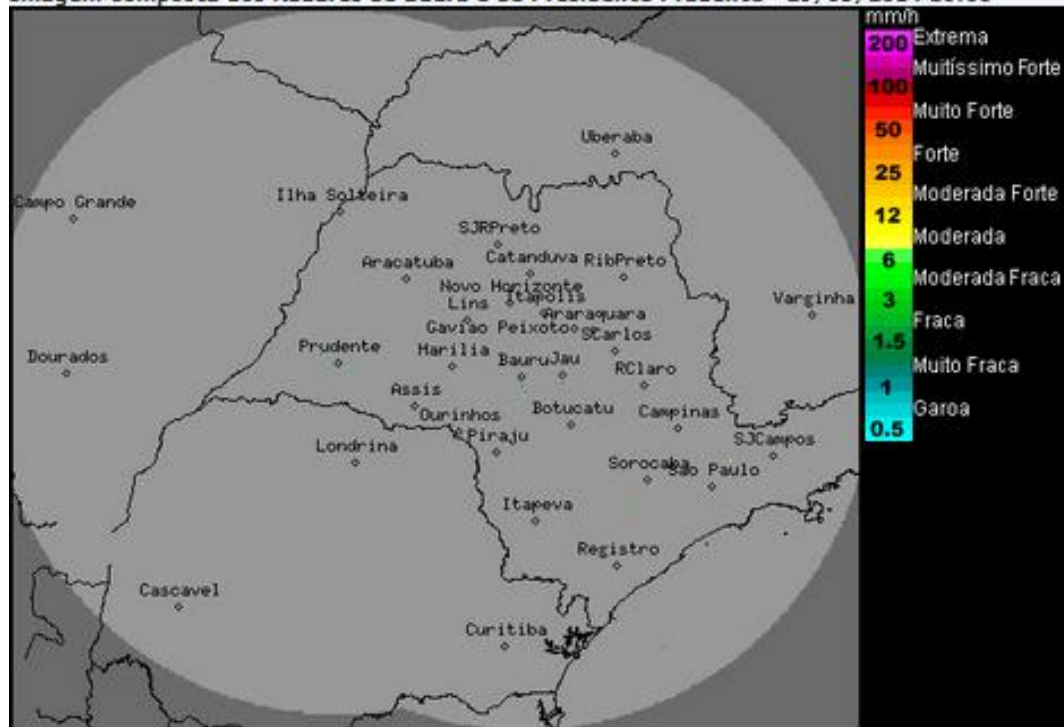 mm/h
200 Extrema
Muitíssimo Forte
100
Muito Forte
50
Forte
25
Moderada Forte
12
Moderada
6
Moderada Fraca
3
Fraca
1.5
Muito Fraca
1
Garoa
0.5
Uberaba
Campo Grande
Ilha Solteira
SJRPreto
Aracatuba
Catanduva
RibPreto
Novo Horizonte
Itapolis
Lins
Araraquara
Varginha
Gaviao Peixoto
SCarlos
Dourados
Prudente
Marilia
Bauru
Jau
RClaro
Assis
Ourinhos
Botucatu
Campinas
Piraju
Londrina
SJCampos
Sorocaba
Sao Paulo
Itapeva
Registro
Cascavel
Curitiba